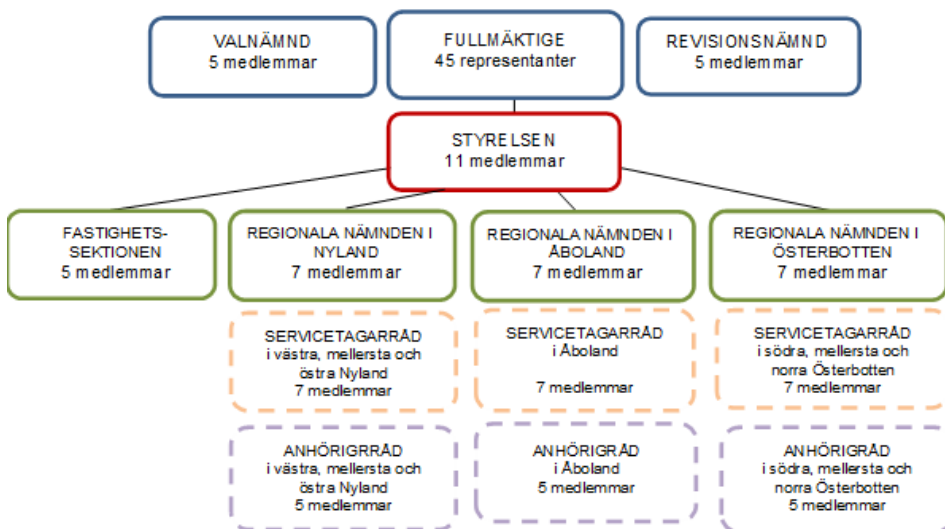 VALNÄMND
5 medlemmar
FULLMÄKTIGE
45 representanter
REVISIONSNÄMND
5 medlemmar
STYRELSEN
11 medlemmar
FASTIGHETS-
SEKTIONEN
5 medlemmar
REGIONALA NÄMNDEN I
NYLAND
7 medlemmar
REGIONALA NÄMNDEN I
ÅBOLAND
7 medlemmar
REGIONALA NÄMNDEN I
ÖSTERBOTTEN
7 medlemmar
SERVICETAGARRÅD
i västra, mellersta och
östra Nyland
7 medlemmar
SERVICETAGARRÅD
i Åboland
7 medlemmar
SERVICETAGARRÅD
i södra, mellersta och
norra Österbotten
7 medlemmar
ANHÖRIGRRÅD
i västra, mellersta och
östra Nyland
5 medlemmar
ANHÖRIGRÅD
i Åboland
5 medlemmar
ANHÖRIGRÅD
i södra, mellersta och
norra Österbotten
5 medlemmar